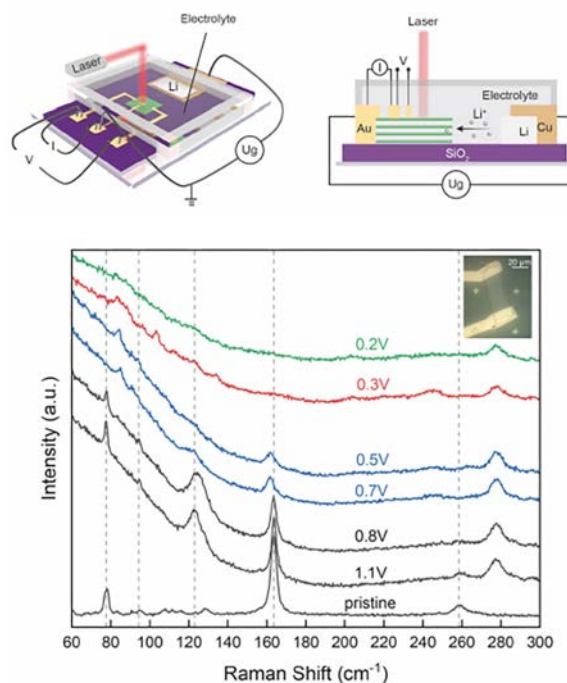 Electrolyte
Laser
Li
V
I
Ug
Laser
I
V
Electrolyte
Li⁺
Au
Li
Cu
SiO₂
Ug
20 μm
0.2V
0.3V
0.5V
0.7V
0.8V
1.1V
pristine
Intensity (a.u.)
60 80 100 120 140 160 180 200 220 240 260 280 300
Raman Shift (cm⁻¹)